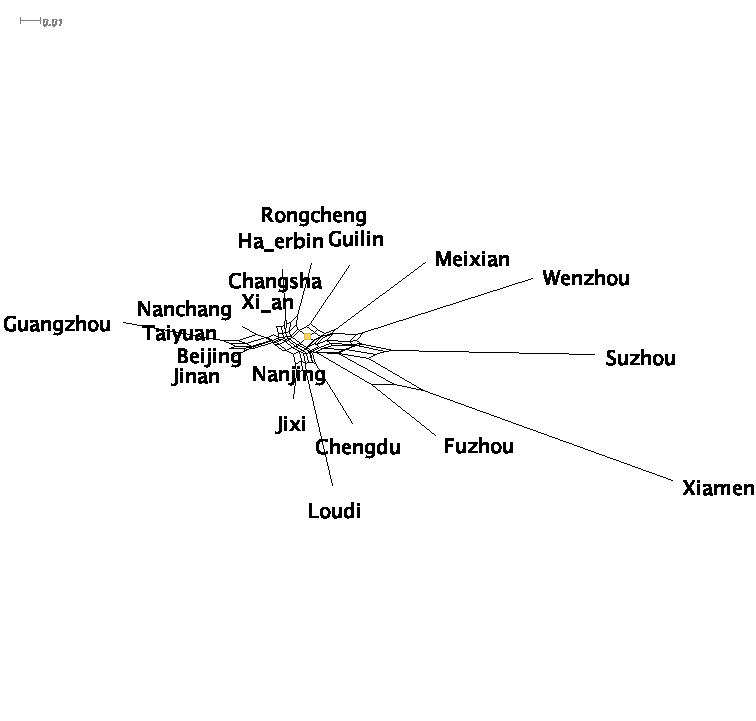 0.01
Rongcheng
Ha_erbin
Guilin
Meixian
Wenzhou
Changsha
Xi_an
Nanchang
Guangzhou
Taiyuan
Beijing
Jinan
Nanjing
Suzhou
Jixi
Chengdu
Fuzhou
Xiamen
Loudi